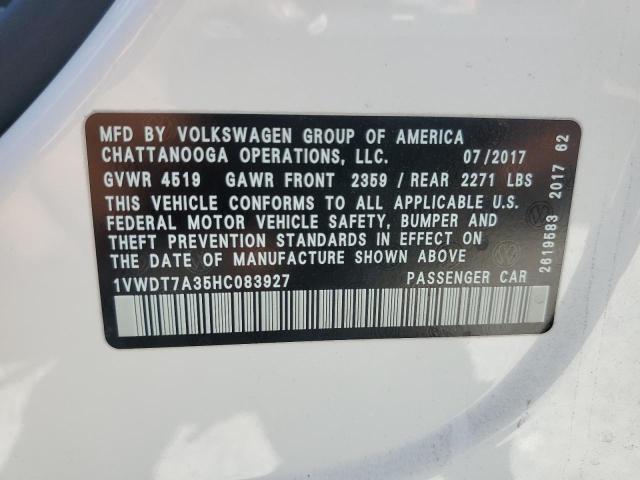 MFD BY VOLKSWAGEN GROUP OF AMERICA
CHATTANOOGA OPERATIONS, LLC. 07/2017
GVWR 4519 GAWR FRONT 2359 / REAR 2271 LBS
THIS VEHICLE CONFORMS TO ALL APPLICABLE U.S.
FEDERAL MOTOR VEHICLE SAFETY, BUMPER AND
THEFT PREVENTION STANDARDS IN EFFECT ON
THE DATE OF MANUFACTURE SHOWN ABOVE
1VWDT7A35HC083927 PASSENGER CAR
2619583 2017 62